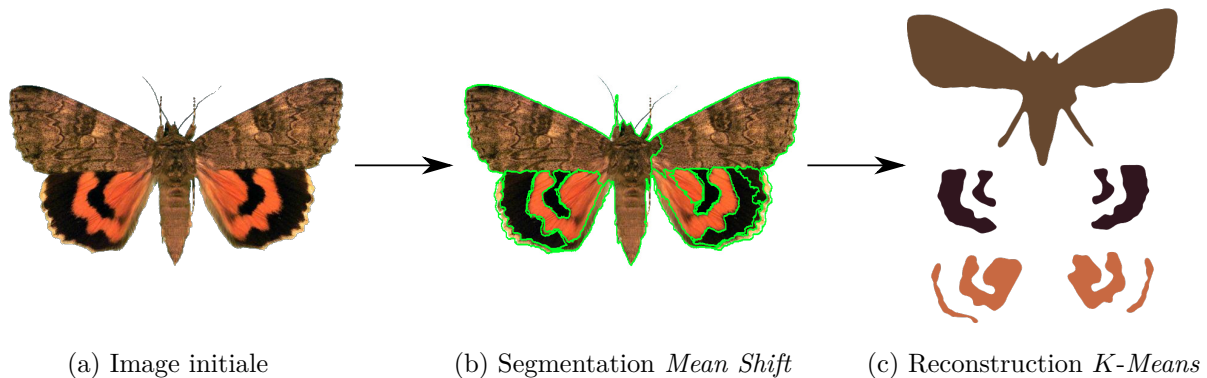 (a) Image initiale
(b) Segmentation Mean Shift
(c) Reconstruction K-Means